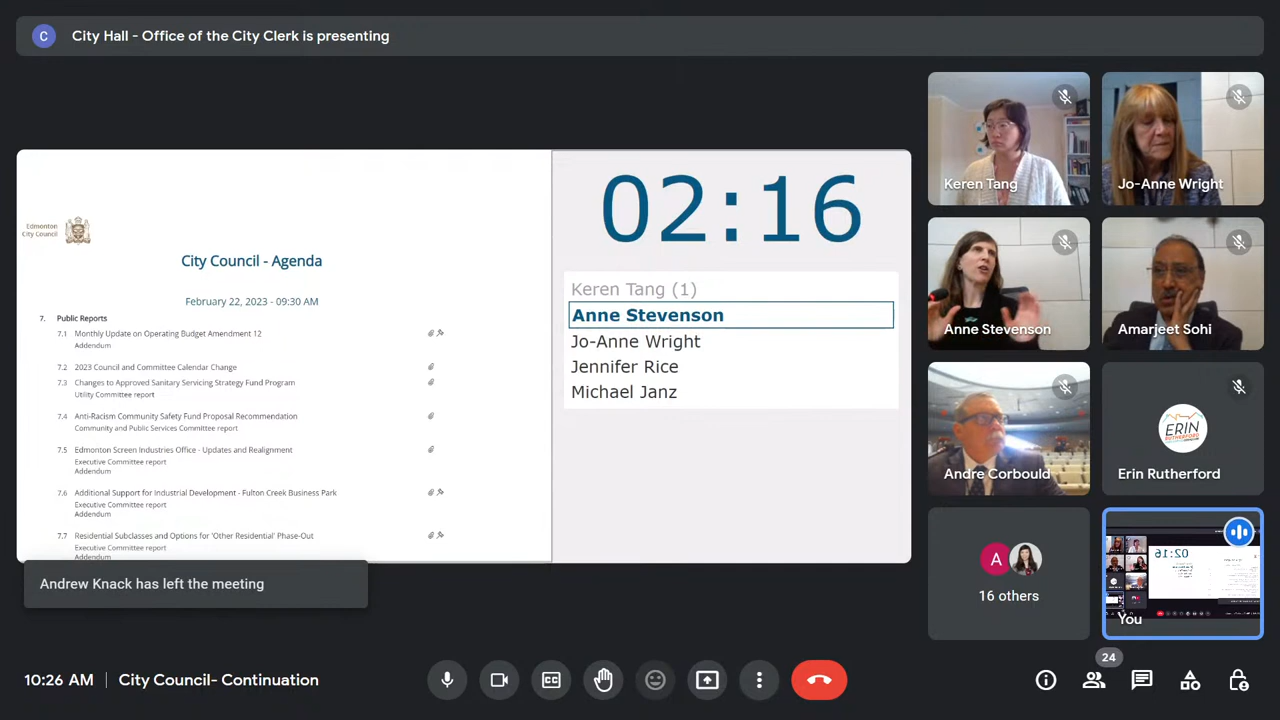 C
City Hall - Office of the City Clerk is presenting
Edmonton
City Council
City Council - Agenda
February 22, 2023 - 09:30 AM
7. Public Reports
7.1 Monthly Update on Operating Budget Amendment 12
Addendum
7.2 2023 Council and Committee Calendar Change
7.3 Changes to Approved Sanitary Servicing Strategy Fund Program
Utility Committee report
7.4 Anti-Racism Community Safety Fund Proposal Recommendation
Community and Public Services Committee report
7.5 Edmonton Screen Industries Office - Updates and Realignment
Executive Committee report
Addendum
7.6 Additional Support for Industrial Development - Fulton Creek Business Park
Executive Committee report
Addendum
7.7 Residential Subclasses and Options for 'Other Residential' Phase-Out
Executive Committee report
Addendum
02:16
Keren Tang (1)
Anne Stevenson
Jo-Anne Wright
Jennifer Rice
Michael Janz
Keren Tang
Jo-Anne Wright
Anne Stevenson
Amarjeet Sohi
Andre Corbould
ERIN
RUTHERFORD
Erin Rutherford
A
16 others
02:16
You
Andrew Knack has left the meeting
10:26 AM | City Council- Continuation
CC
24